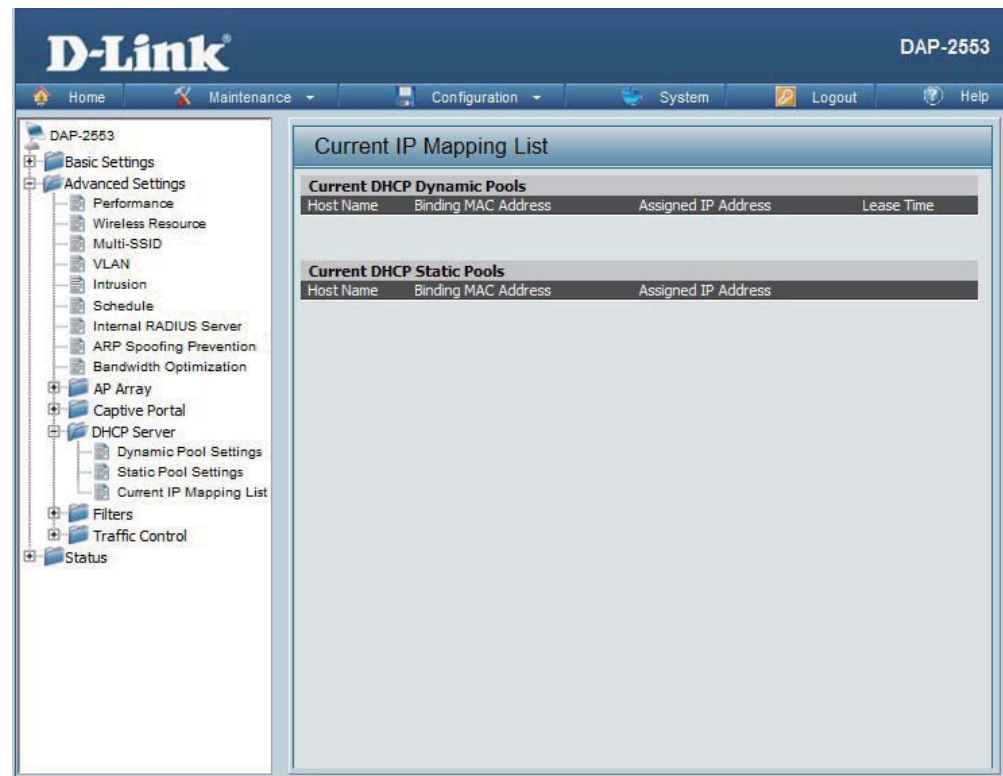 D-Link®
DAP-2553
Home Maintenance Configuration System Logout Help
DAP-2553
Basic Settings
Advanced Settings
Performance
Wireless Resource
Multi-SSID
VLAN
Intrusion
Schedule
Internal RADIUS Server
ARP Spoofing Prevention
Bandwidth Optimization
AP Array
Captive Portal
DHCP Server
Dynamic Pool Settings
Static Pool Settings
Current IP Mapping List
Filters
Traffic Control
Status
Current IP Mapping List
Current DHCP Dynamic Pools
Host Name Binding MAC Address Assigned IP Address Lease Time
Current DHCP Static Pools
Host Name Binding MAC Address Assigned IP Address